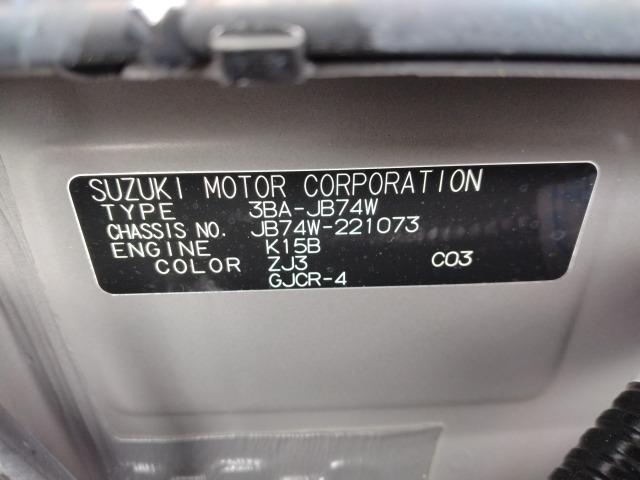 SUZUKI MOTOR CORPORATION
TYPE 3BA-JB74W
CHASSIS NO. JB74W-221073
ENGINE K15B
COLOR ZJ3 C03
GJCR-4